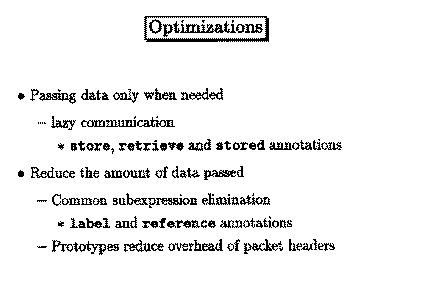 Optimizations
• Passing data only when needed
– lazy communication
* store, retrieve and stored annotations
• Reduce the amount of data passed
– Common subexpression elimination
* label and reference annotations
– Prototypes reduce overhead of packet headers